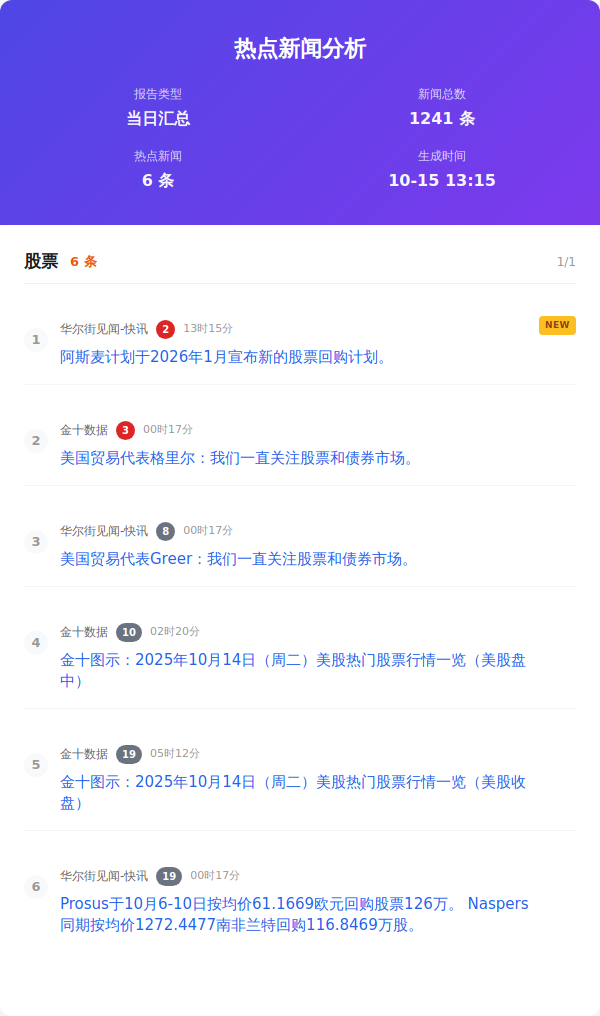 热点新闻分析
报告类型
新闻总数
当日汇总
1241 条
热点新闻
生成时间
6 条
10-15 13:15
股票 6 条 1/1
1 华尔街见闻-快讯 2 13时15分 NEW
阿斯麦计划于2026年1月宣布新的股票回购计划。
2 金十数据 3 00时17分
美国贸易代表格里尔：我们一直关注股票和债券市场。
3 华尔街见闻-快讯 8 00时17分
美国贸易代表Greer：我们一直关注股票和债券市场。
4 金十数据 10 02时20分
金十图示：2025年10月14日（周二）美股热门股票行情一览（美股盘
中）
5 金十数据 19 05时12分
金十图示：2025年10月14日（周二）美股热门股票行情一览（美股收
盘）
6 华尔街见闻-快讯 19 00时17分
Prosus于10月6-10日按均价61.1669欧元回购股票126万。 Naspers
同期按均价1272.4477南非兰特回购116.8469万股。